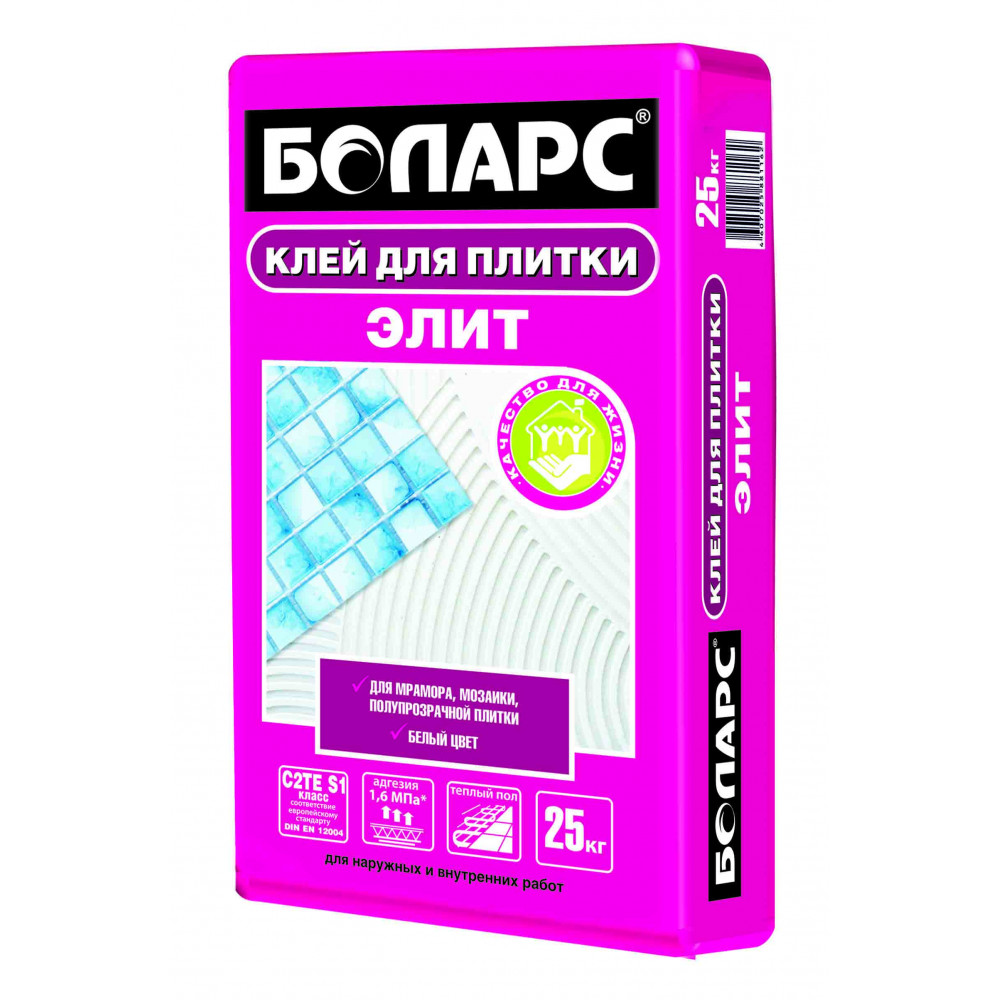 БОЛАРС®
КЛЕЙ ДЛЯ ПЛИТКИ
ЭЛИТ
· КАЧЕСТВО ДЛЯ ЖИЗНИ ·
✓ ДЛЯ МРАМОРА, МОЗАИКИ,
ПОЛУПРОЗРАЧНОЙ ПЛИТКИ
✓ БЕЛЫЙ ЦВЕТ
C2TE S1
класс
соответствие
европейскому
стандарту
DIN EN 12004
адгезия
1,6 МПа*
теплый пол
25кг
для наружных и внутренних работ
25кг
4607025881162
КЛЕЙ ДЛЯ ПЛИТКИ
ЭЛИТ
БОЛАРС®